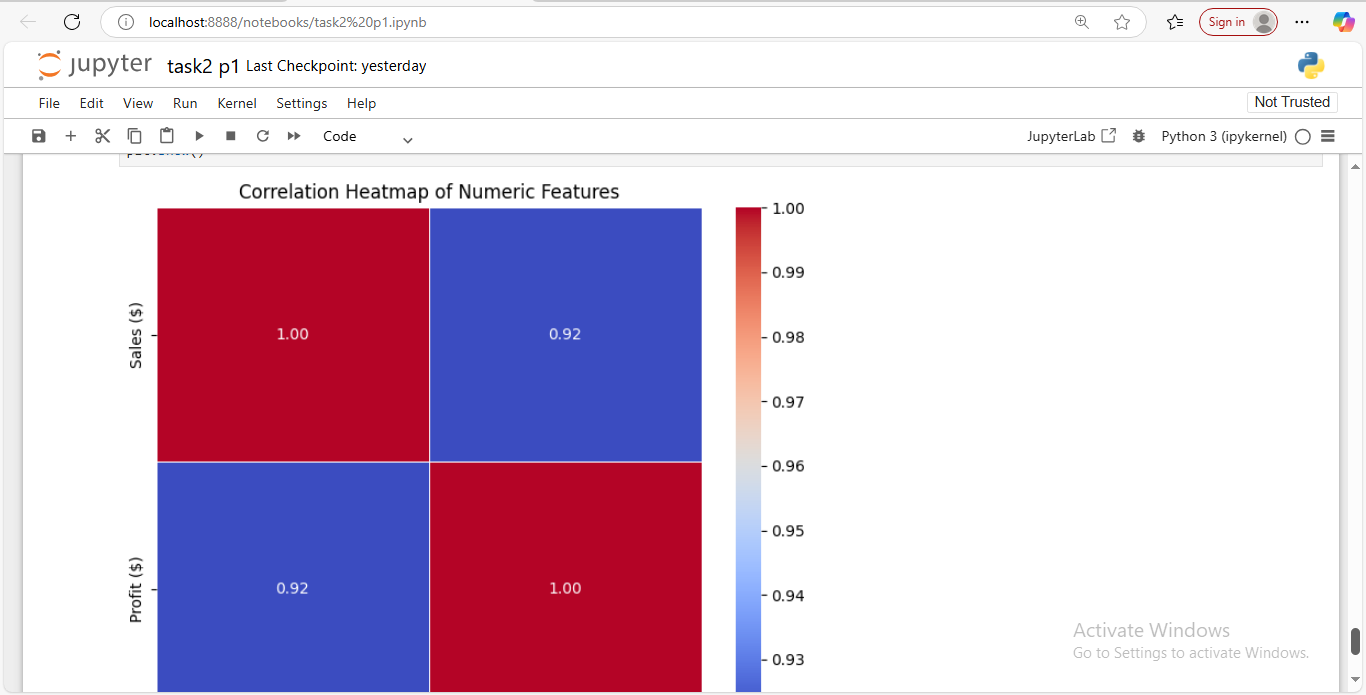 localhost:8888/notebooks/task2%20p1.ipynb
Sign in
jupyter task2 p1 Last Checkpoint: yesterday
File Edit View Run Kernel Settings Help
Not Trusted
Code
JupyterLab
Python 3 (ipykernel)
Correlation Heatmap of Numeric Features
Sales ($)
1.00
0.92
Profit ($)
0.92
1.00
1.00
0.99
0.98
0.97
0.96
0.95
0.94
0.93
Activate Windows
Go to Settings to activate Windows.